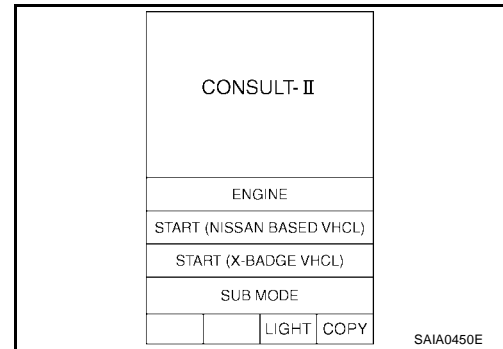 CONSULT-Ⅱ
ENGINE
START (NISSAN BASED VHCL)
START (X-BADGE VHCL)
SUB MODE
LIGHT COPY
SAIA0450E